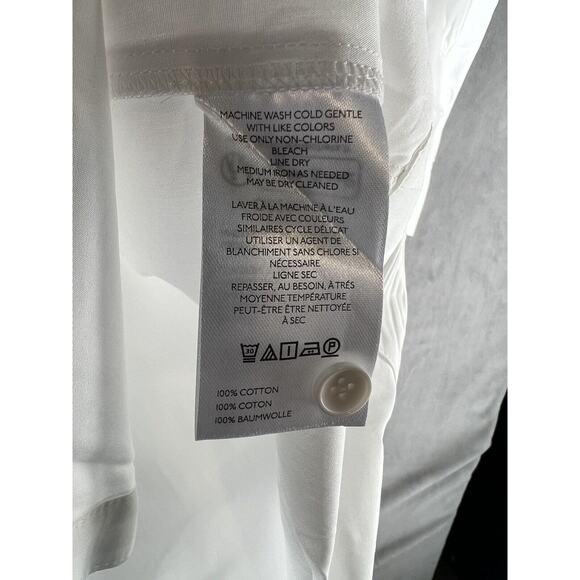 MACHINE WASH COLD GENTLE
WITH LIKE COLORS
USE ONLY NON-CHLORINE
BLEACH
LINE DRY
MEDIUM IRON AS NEEDED
MAY BE DRY CLEANED
LAVER À LA MACHINE À L'EAU
FROIDE AVEC COULEURS
SIMILAIRES CYCLE DÉLICAT
UTILISER UN AGENT DE
BLANCHIMENT SANS CHLORE SI
NÉCESSAIRE
LIGNE SEC
REPASSER, AU BESOIN, À TRÉS
MOYENNE TEMPÉRATURE
PEUT-ÊTRE ÊTRE NETTOYÉE
À SEC
30 P
100% COTTON
100% COTON
100% BAUMWOLLE